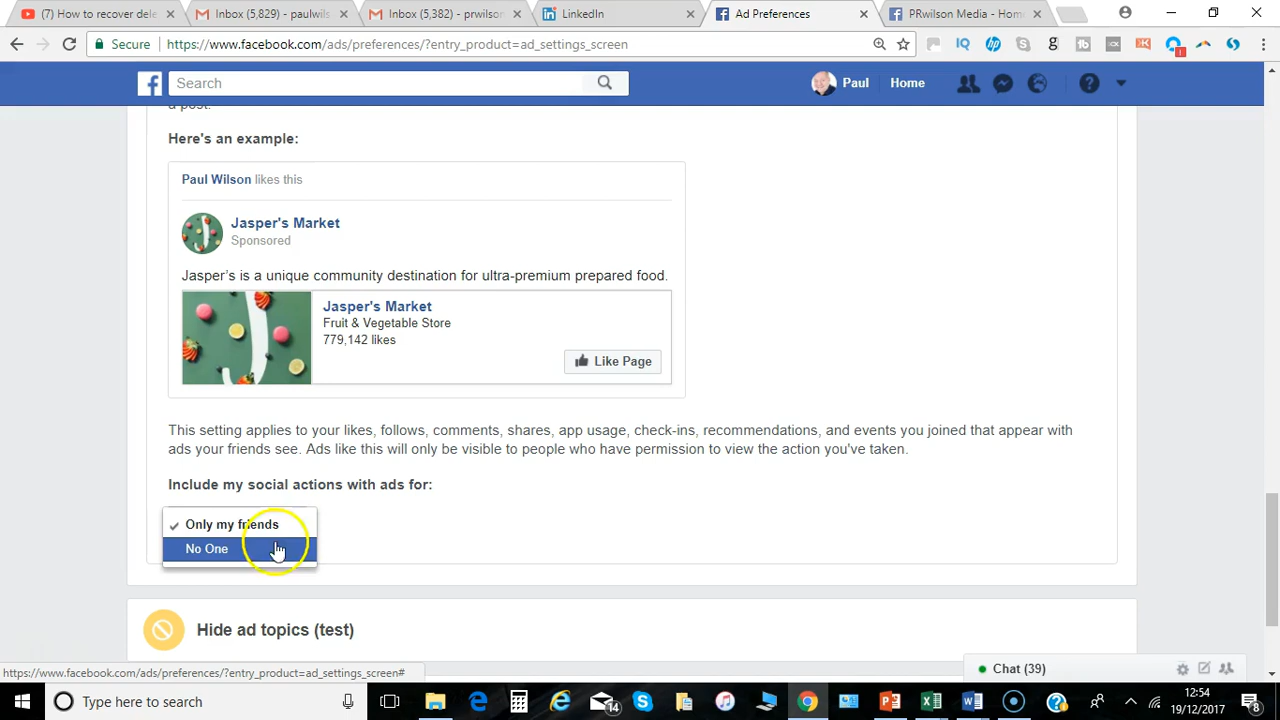 (7) How to recover dele
Inbox (5,829) - paulwils
Inbox (5,382) - prwilson
LinkedIn
Ad Preferences
PRwilson Media - Home
Secure
https://www.facebook.com/ads/preferences/?entry_product=ad_settings_screen
Search
Paul
Home
a post.
Here's an example:
Paul Wilson likes this
Jasper's Market
Sponsored
Jasper's is a unique community destination for ultra-premium prepared food.
Jasper's Market
Fruit & Vegetable Store
779,142 likes
Like Page
This setting applies to your likes, follows, comments, shares, app usage, check-ins, recommendations, and events you joined that appear with
ads your friends see. Ads like this will only be visible to people who have permission to view the action you've taken.
Include my social actions with ads for:
Only my friends
No One
Hide ad topics (test)
https://www.facebook.com/ads/preferences/?entry_product=ad_settings_screen#
Chat (39)
Type here to search
14
12:54
19/12/2017
8